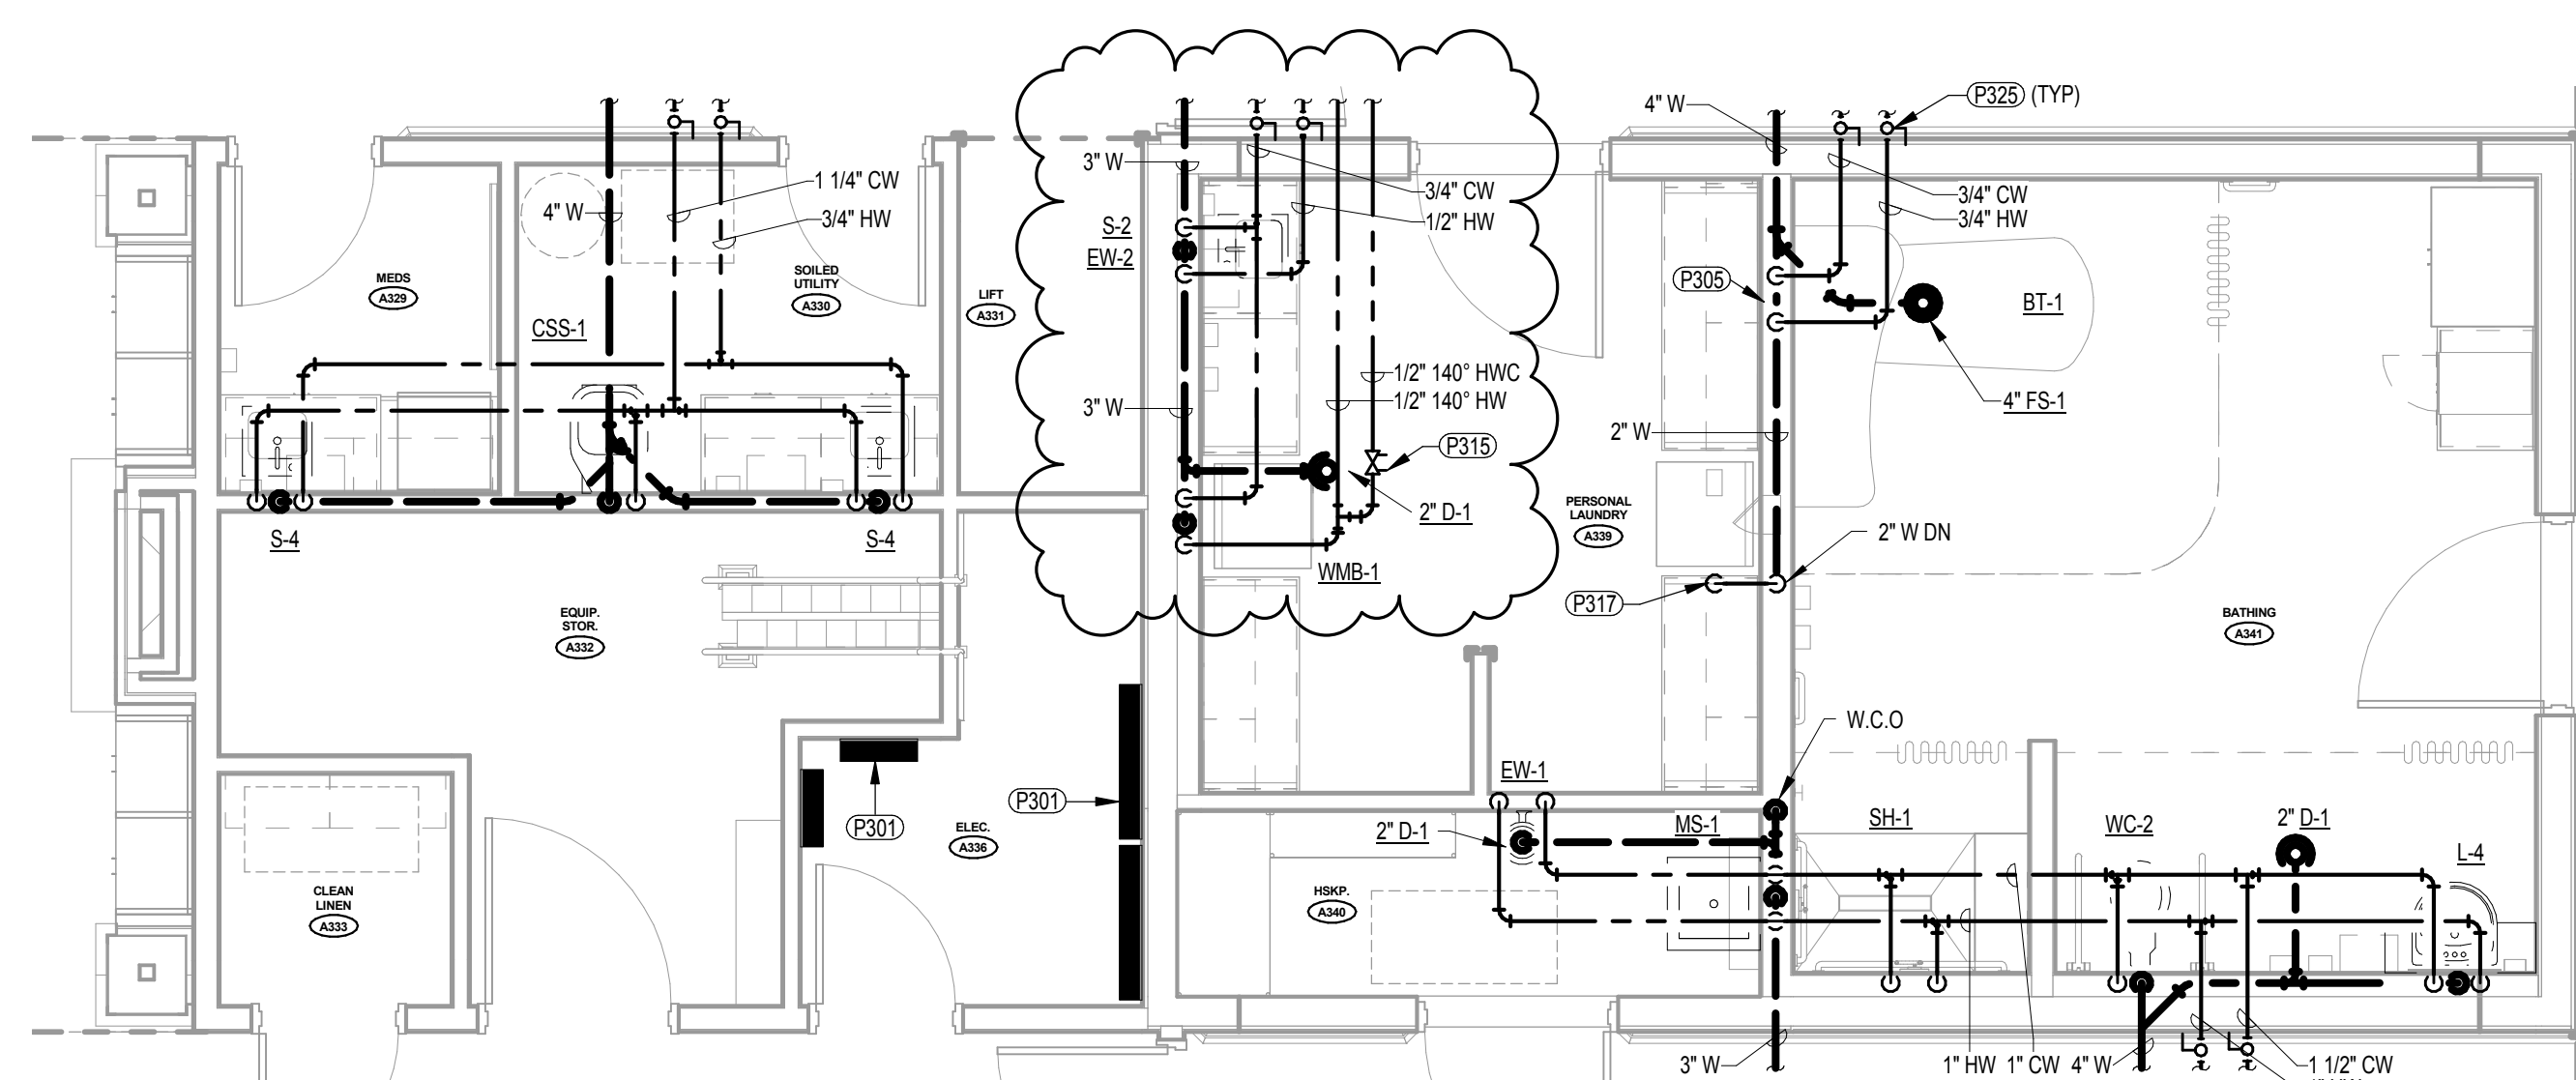 4" W
P325 (TYP)
3" W
1 1/4" CW
3/4" CW
3/4" CW
4" W
3/4" HW
1/2" HW
3/4" HW
S-2
EW-2
MEDS
A329
SOILED
UTILITY
A330
LIFT
A331
P305
BT-1
CSS-1
1/2" 140° HWC
1/2" 140° HW
3" W
4" FS-1
2" W
P315
2" D-1
PERSONAL
LAUNDRY
A339
2" W DN
S-4
S-4
WMB-1
P317
EQUIP.
STOR.
A332
BATHING
A341
W.C.O
EW-1
P301
P301
ELEC.
A336
2" D-1
MS-1
SH-1
WC-2
2" D-1
L-4
CLEAN
LINEN
A333
HSKP.
A340
3" W
1" HW
1" CW
4" W
1 1/2" CW